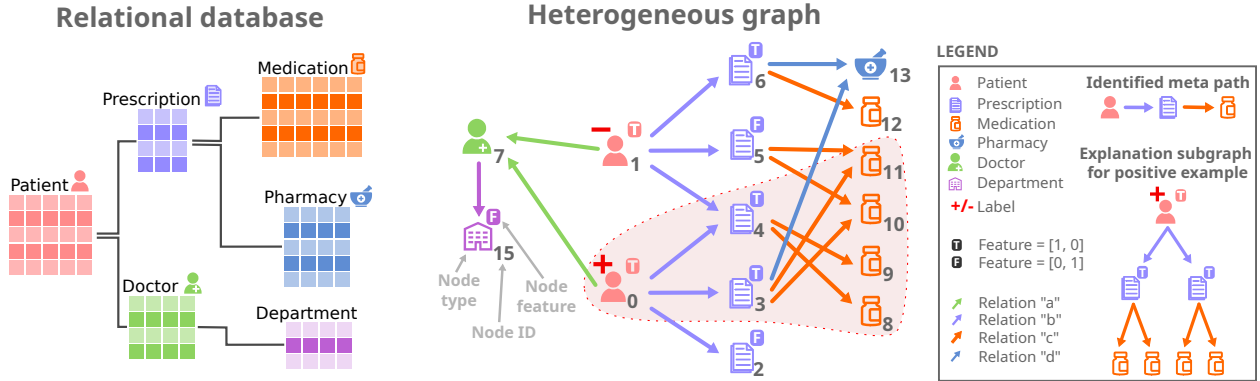 Relational database
Medication
Prescription
Patient
Pharmacy
Doctor
Department
Heterogeneous graph
T
6
13
12
T
1
F
5
11
7
T
4
10
F
15
9
T
0
T
3
8
F
2
Node
type
Node
feature
Node ID
LEGEND
Patient
Prescription
Medication
Pharmacy
Doctor
Department
+/- Label
T Feature = [1, 0]
F Feature = [0, 1]
Relation "a"
Relation "b"
Relation "c"
Relation "d"
Identified meta path
Explanation subgraph
for positive example
+ T
T T